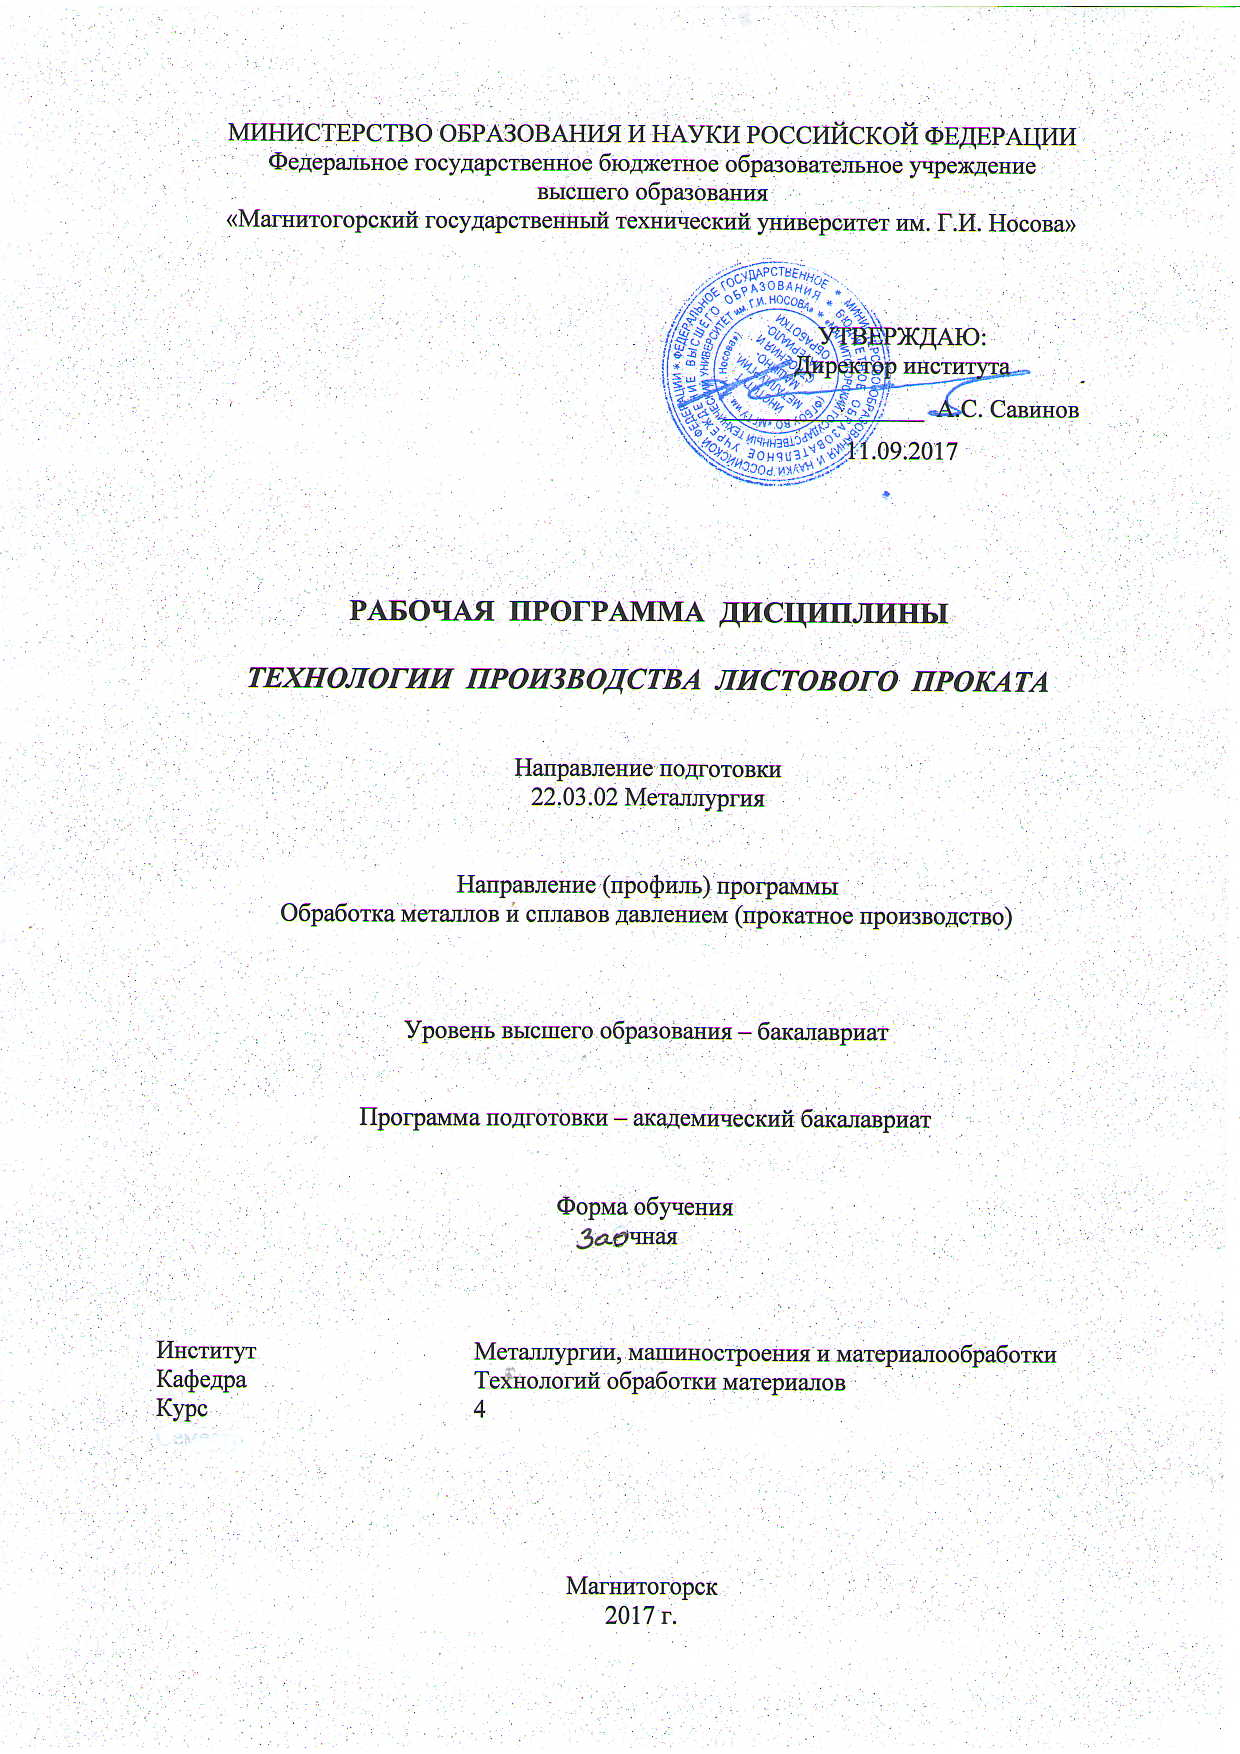 МИНИСТЕРСТВО ОБРАЗОВАНИЯ И НАУКИ РОССИЙСКОЙ ФЕДЕРАЦИИ
Федеральное государственное бюджетное образовательное учреждение
высшего образования
«Магнитогорский государственный технический университет им. Г.И. Носова»
УТВЕРЖДАЮ:
Директор института
А.С. Савинов
11.09.2017
РАБОЧАЯ ПРОГРАММА ДИСЦИПЛИНЫ
ТЕХНОЛОГИИ ПРОИЗВОДСТВА ЛИСТОВОГО ПРОКАТА
Направление подготовки
22.03.02 Металлургия
Направление (профиль) программы
Обработка металлов и сплавов давлением (прокатное производство)
Уровень высшего образования – бакалавриат
Программа подготовки – академический бакалавриат
Форма обучения
Заочная
Институт Металлургии, машиностроения и материалообработки
Кафедра Технологий обработки материалов
Курс 4
Магнитогорск
2017 г.